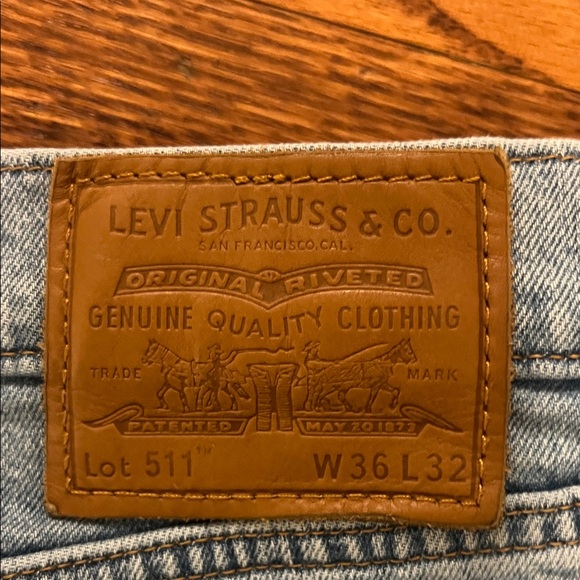 LEVI STRAUSS & CO.
SAN FRANCISCO, CAL.
ORIGINAL RIVETED
GENUINE QUALITY CLOTHING
TRADE MARK
PATENTED MAY 20 1873
Lot 511™ W36 L32